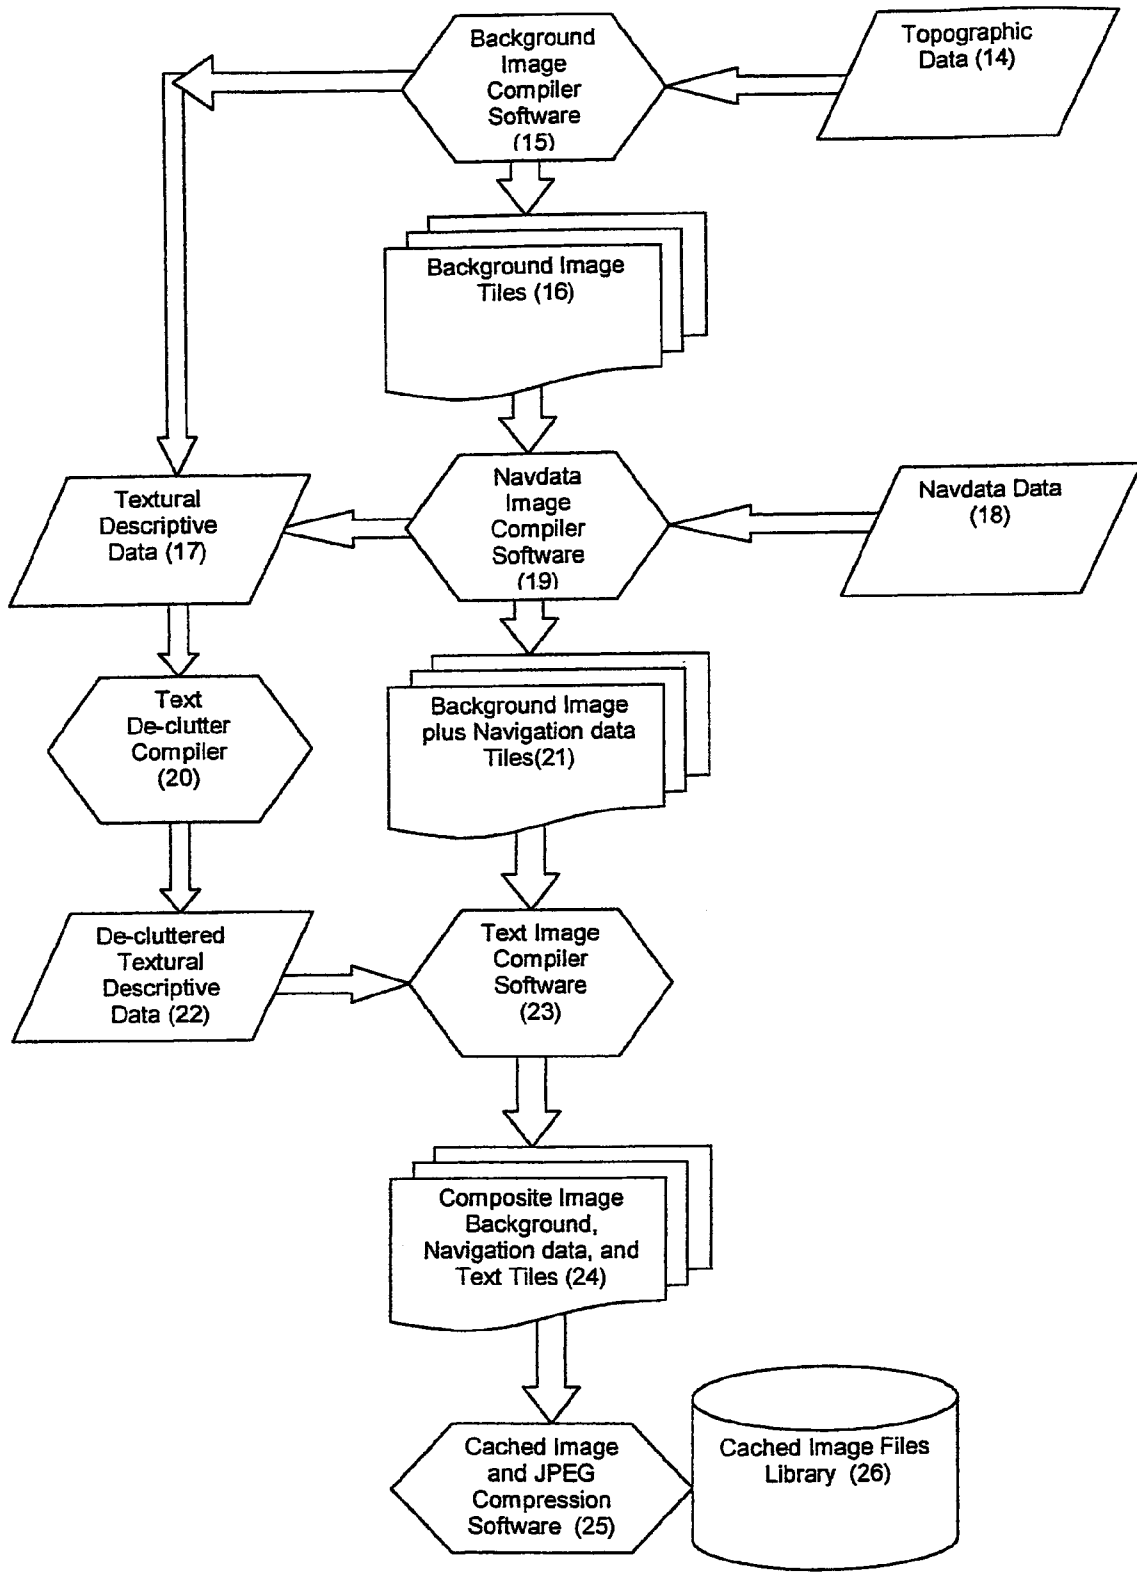 Background
Image
Compiler
Software
(15)
Topographic
Data (14)
Background Image
Tiles (16)
Textural
Descriptive
Data (17)
Navdata
Image
Compiler
Software
(19)
Navdata Data
(18)
Text
De-clutter
Compiler
(20)
Background Image
plus Navigation data
Tiles(21)
De-cluttered
Textural
Descriptive
Data (22)
Text Image
Compiler
Software
(23)
Composite Image
Background,
Navigation data, and
Text Tiles (24)
Cached Image
and JPEG
Compression
Software (25)
Cached Image Files
Library (26)